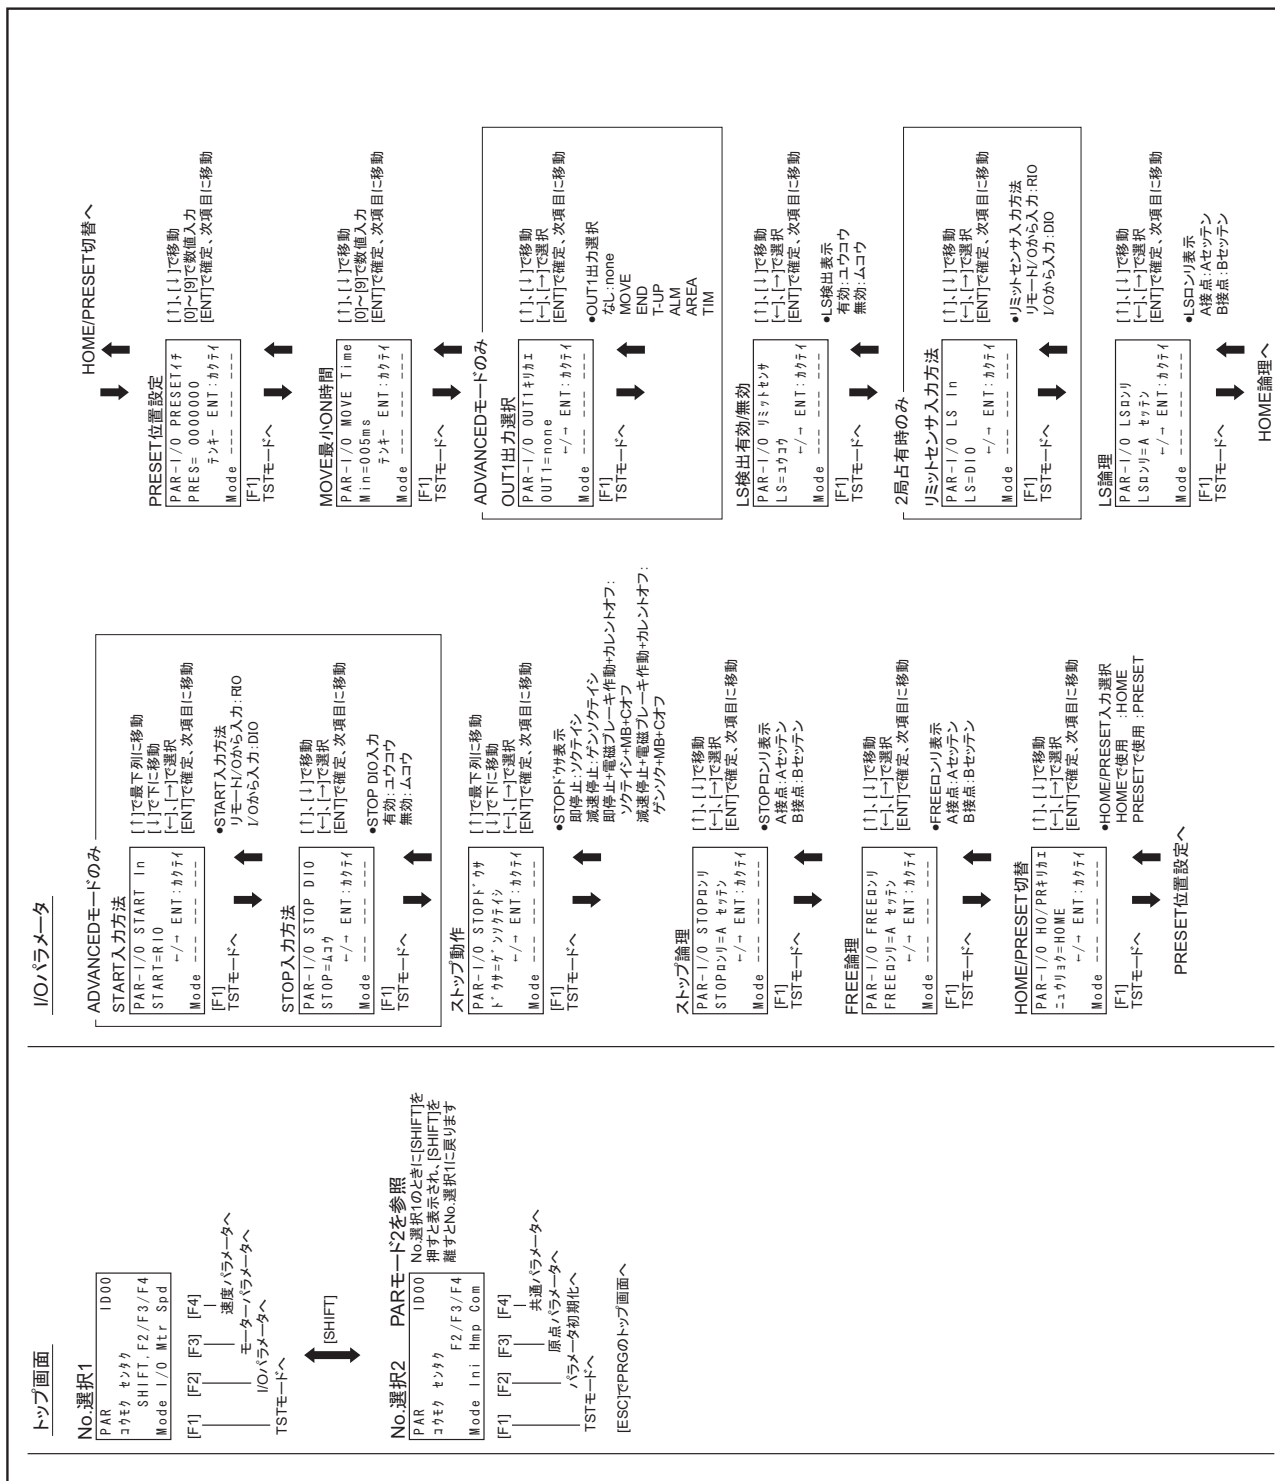 トップ画面
No.選択1
PAR ID00
コウモク センタク
SHIFT,F2/F3/F4
Mode I/O Mtr Spd
[F1] [F2] [F3] [F4]
速度パラメータへ
モーターパラメータへ
I/Oパラメータへ
TSTモードへ
[SHIFT]
No.選択2 PARモード2を参照
PAR ID00
コウモク センタク
F2/F3/F4
Mode Ini Hmp Com
No.選択1のときに[SHIFT]を
押すと表示され、[SHIFT]を
離すとNo.選択1に戻ります
[F1] [F2] [F3] [F4]
共通パラメータへ
原点パラメータへ
パラメータ初期化へ
TSTモードへ
[ESC]でPRGのトップ画面へ
I/Oパラメータ
ADVANCEDモードのみ
START入力方法
PAR-I/O START In
START=RIO
←/→ ENT:カクテイ
Mode --- --- ---
[↑]で最下列に移動
[↓]で下に移動
[←]、[→]で選択
[ENT]で確定、次項目に移動
●START入力方法
リモートI/Oから入力:RIO
I/Oから入力:DIO
[F1]
TSTモードへ
STOP入力方法
PAR-I/O STOP DIO
STOP=ムコウ
←/→ ENT:カクテイ
Mode --- --- ---
[↑]、[↓]で移動
[←]、[→]で選択
[ENT]で確定、次項目に移動
●STOP DIO入力
有効:ユウコウ
無効:ムコウ
[F1]
TSTモードへ
ストップ動作
PAR-I/O STOPドウサ
ドウサ=ゲンソクテイシ
←/→ ENT:カクテイ
Mode --- --- ---
[↑]で最下列に移動
[↓]で下に移動
[←]、[→]で選択
[ENT]で確定、次項目に移動
●STOPドウサ表示
即停止:ソクテイシ
減速停止:ゲンソクテイシ
即停止+電磁ブレーキ作動+カレントオフ:
ソクテイシ+MB+Cオフ
減速停止+電磁ブレーキ作動+カレントオフ:
ゲンソク+MB+Cオフ
[F1]
TSTモードへ
ストップ論理
PAR-I/O STOPロンリ
STOPロンリ=A セッテン
←/→ ENT:カクテイ
Mode --- --- ---
[↑]、[↓]で移動
[←]、[→]で選択
[ENT]で確定、次項目に移動
●STOPロンリ表示
A接点:Aセッテン
B接点:Bセッテン
[F1]
TSTモードへ
FREE論理
PAR-I/O FREEロンリ
FREEロンリ=A セッテン
←/→ ENT:カクテイ
Mode --- --- ---
[↑]、[↓]で移動
[←]、[→]で選択
[ENT]で確定、次項目に移動
●FREEロンリ表示
A接点:Aセッテン
B接点:Bセッテン
[F1]
TSTモードへ
HOME/PRESET切替
PAR-I/O HO/PRキリカエ
ニュウリョク=HOME
←/→ ENT:カクテイ
Mode --- --- ---
[↑]、[↓]で移動
[←]、[→]で選択
[ENT]で確定、次項目に移動
●HOME/PRESET入力選択
HOMEで使用 :HOME
PRESETで使用:PRESET
[F1]
TSTモードへ
PRESET位置設定へ
HOME/PRESET切替へ
PRESET位置設定
PAR-I/O PRESETイチ
PRES= 0000000
テンキー ENT:カクテイ
Mode --- --- ---
[↑]、[↓]で移動
[0]～[9]で数値入力
[ENT]で確定、次項目に移動
[F1]
TSTモードへ
MOVE最小ON時間
PAR-I/O MOVE Time
Min=005ms
テンキー ENT:カクテイ
Mode --- --- ---
[↑]、[↓]で移動
[0]～[9]で数値入力
[ENT]で確定、次項目に移動
[F1]
TSTモードへ
ADVANCEDモードのみ
OUT1出力選択
PAR-I/O OUT1キリカエ
OUT1=none
←/→ ENT:カクテイ
Mode --- --- ---
[↑]、[↓]で移動
[←]、[→]で選択
[ENT]で確定、次項目に移動
●OUT1出力選択
なし:none
MOVE
END
T-UP
ALM
AREA
TIM
[F1]
TSTモードへ
LS検出有効/無効
PAR-I/O リミットセンサ
LS=ユウコウ
←/→ ENT:カクテイ
Mode --- --- ---
[↑]、[↓]で移動
[←]、[→]で選択
[ENT]で確定、次項目に移動
●LS検出表示
有効:ユウコウ
無効:ムコウ
[F1]
TSTモードへ
2局占有時のみ
リミットセンサ入力方法
PAR-I/O LS In
LS=DIO
←/→ ENT:カクテイ
Mode --- --- ---
[↑]、[↓]で移動
[←]、[→]で選択
[ENT]で確定、次項目に移動
●リミットセンサ入力方法
リモートI/Oから入力:RIO
I/Oから入力:DIO
[F1]
TSTモードへ
LS論理
PAR-I/O LSロンリ
LSロンリ=A セッテン
←/→ ENT:カクテイ
Mode --- --- ---
[↑]、[↓]で移動
[←]、[→]で選択
[ENT]で確定、次項目に移動
●LSロンリ表示
A接点:Aセッテン
B接点:Bセッテン
[F1]
TSTモードへ
HOME論理へ